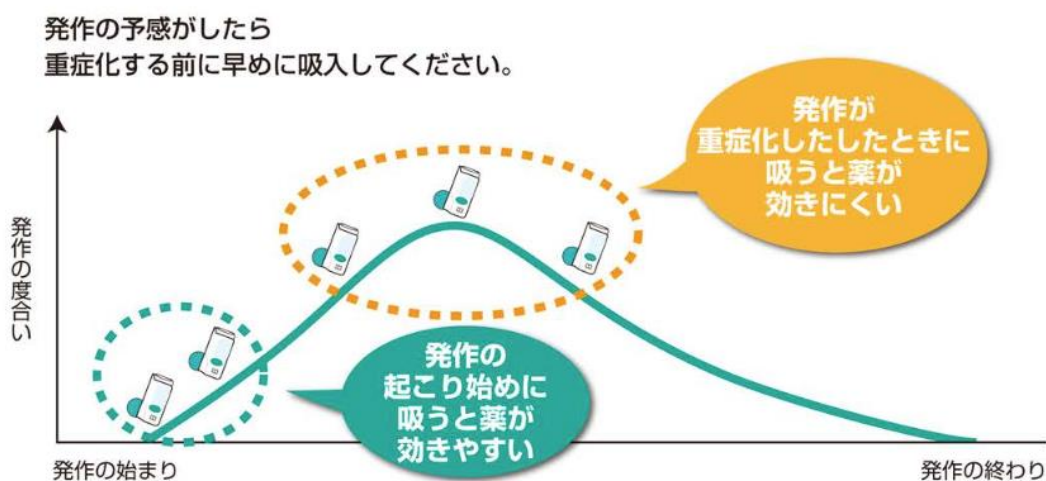 発作の予感がしたら
重症化する前に早めに吸入してください。
発作が
重症化したしたときに
吸うと薬が
効きにくい
発作の度合い
発作の
起こり始めに
吸うと薬が
効きやすい
発作の始まり
発作の終わり